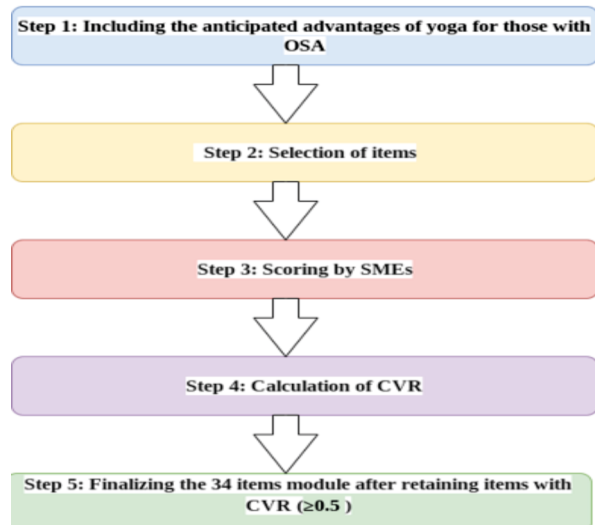 Step 1: Including the anticipated advantages of yoga for those with
OSA
Step 2: Selection of items
Step 3: Scoring by SMEs
Step 4: Calculation of CVR
Step 5: Finalizing the 34 items module after retaining items with
CVR (≥0.5 )